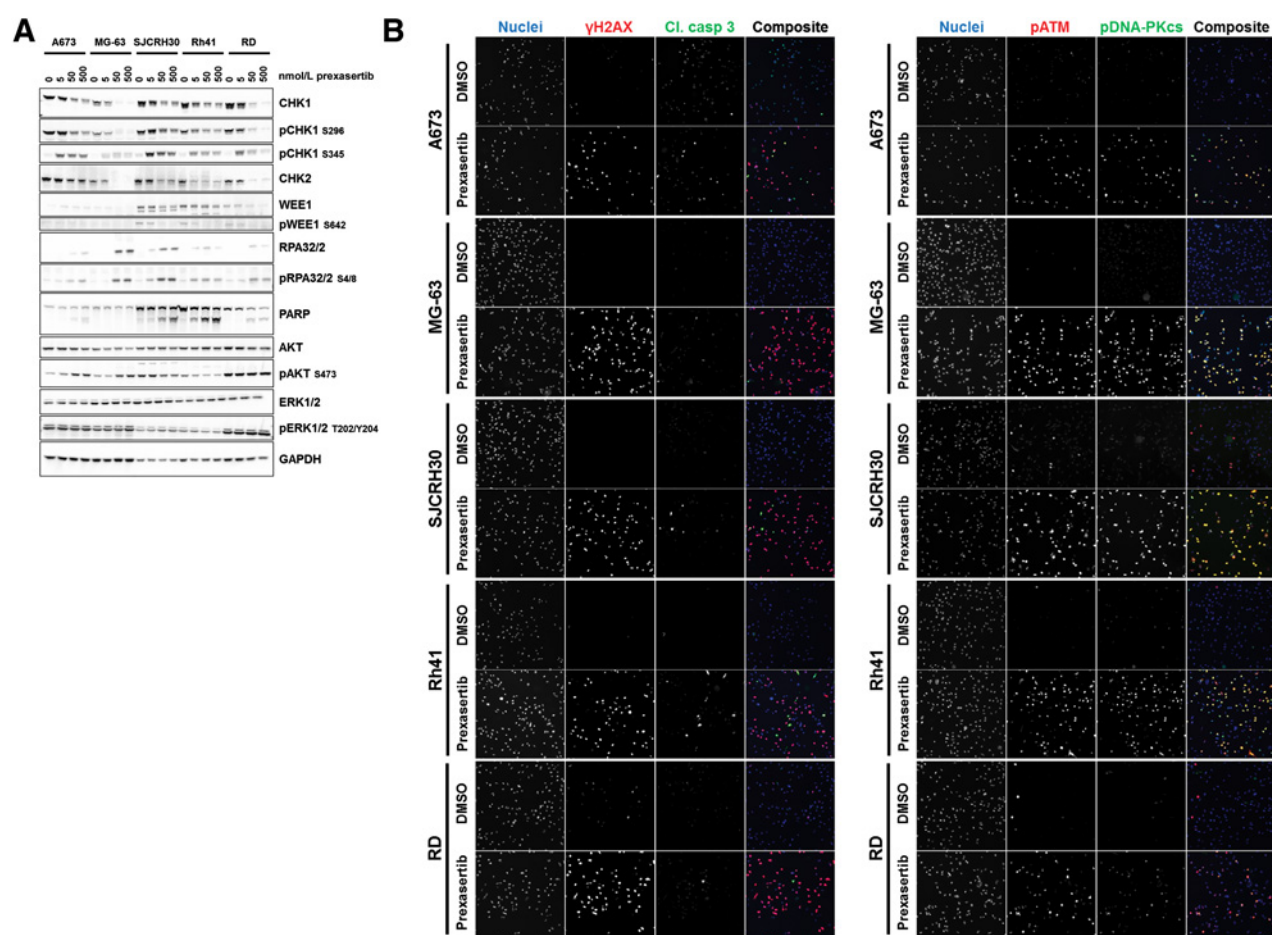 A
A673 MG-63 SJCRH30 Rh41 RD
0 5 50 500 0 5 50 500 0 5 50 500 0 5 50 500 0 5 50 500 nmol/L prexasertib
CHK1
pCHK1 S296
pCHK1 S345
CHK2
WEE1
pWEE1 S642
RPA32/2
pRPA32/2 S4/8
PARP
AKT
pAKT S473
ERK1/2
pERK1/2 T202/Y204
GAPDH
B
Nuclei γH2AX Cl. casp 3 Composite
A673
DMSO
Prexasertib
MG-63
DMSO
Prexasertib
SJCRH30
DMSO
Prexasertib
Rh41
DMSO
Prexasertib
RD
DMSO
Prexasertib
Nuclei pATM pDNA-PKcs Composite
A673
DMSO
Prexasertib
MG-63
DMSO
Prexasertib
SJCRH30
DMSO
Prexasertib
Rh41
DMSO
Prexasertib
RD
DMSO
Prexasertib